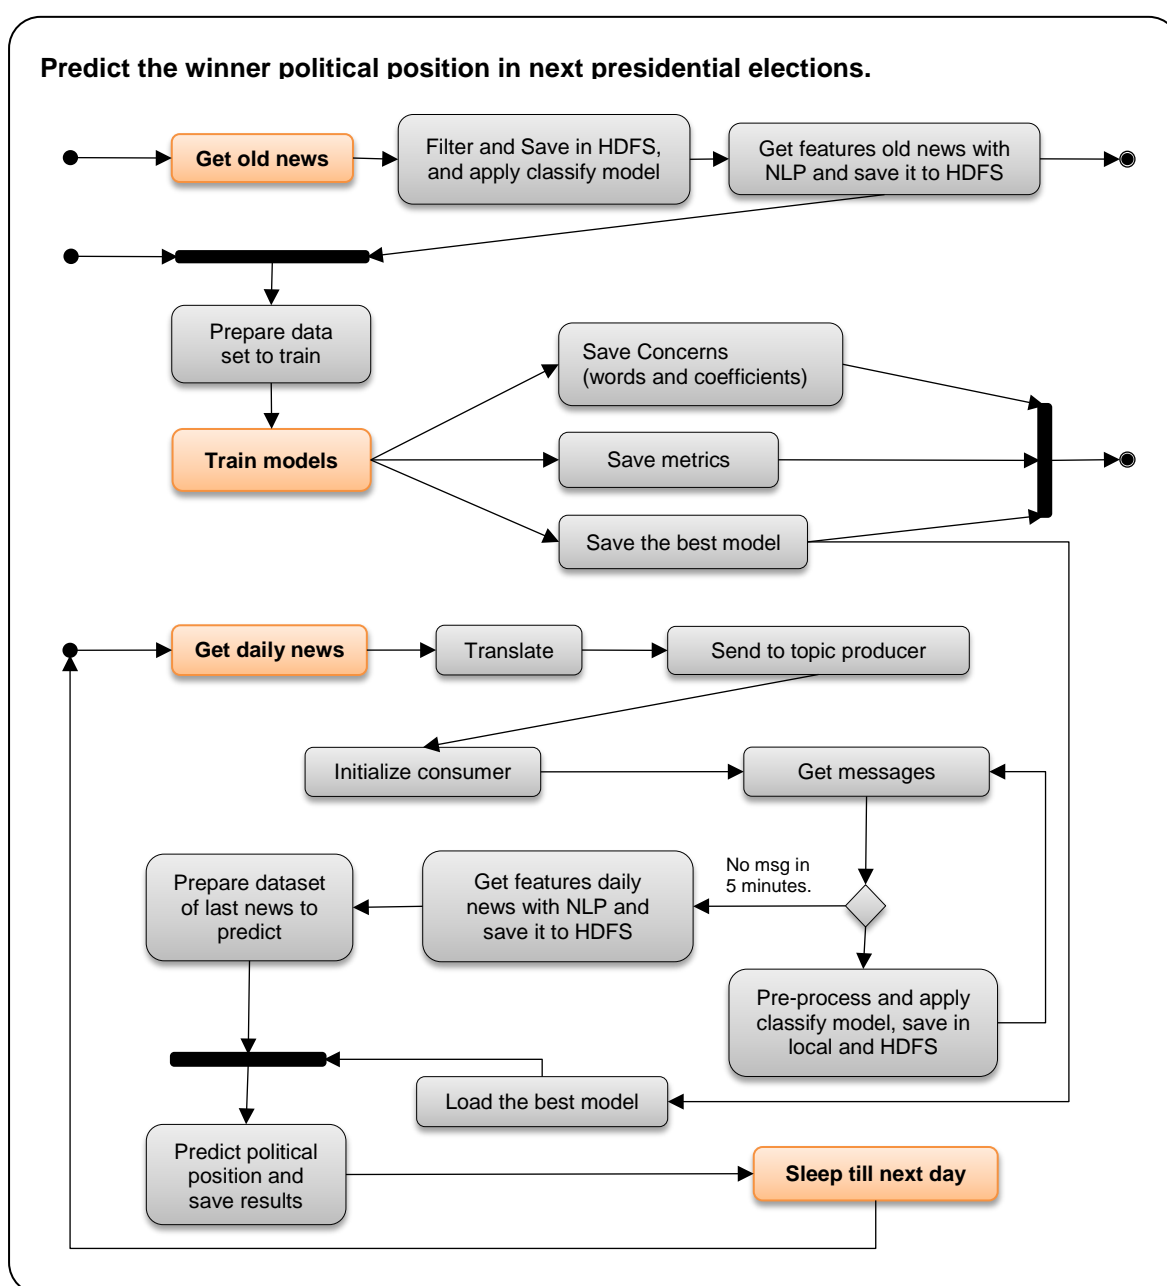 Predict the winner political position in next presidential elections.
Get old news
Filter and Save in HDFS,
and apply classify model
Get features old news with
NLP and save it to HDFS
Prepare data
set to train
Save Concerns
(words and coefficients)
Train models
Save metrics
Save the best model
Get daily news
Translate
Send to topic producer
Initialize consumer
Get messages
No msg in
5 minutes.
Get features daily
news with NLP and
save it to HDFS
Prepare dataset
of last news to
predict
Pre-process and apply
classify model, save in
local and HDFS
Load the best model
Predict political
position and
save results
Sleep till next day